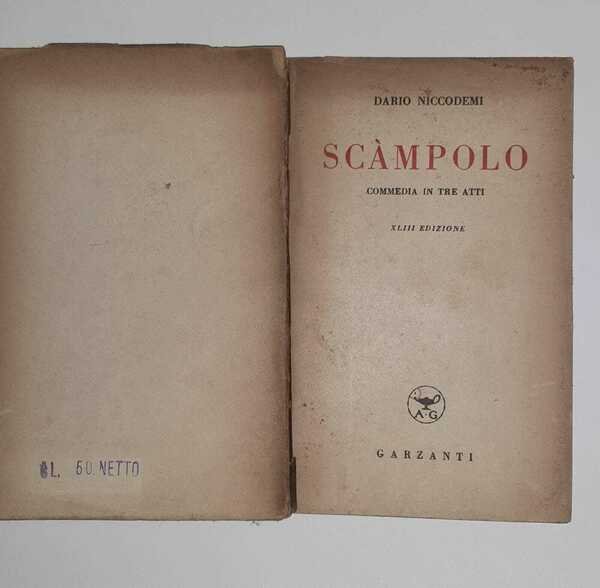 L. 50 NETTO
DARIO NICCODEMI
SCÀMPOLO
COMMEDIA IN TRE ATTI
XLIII EDIZIONE
A·G
GARZANTI